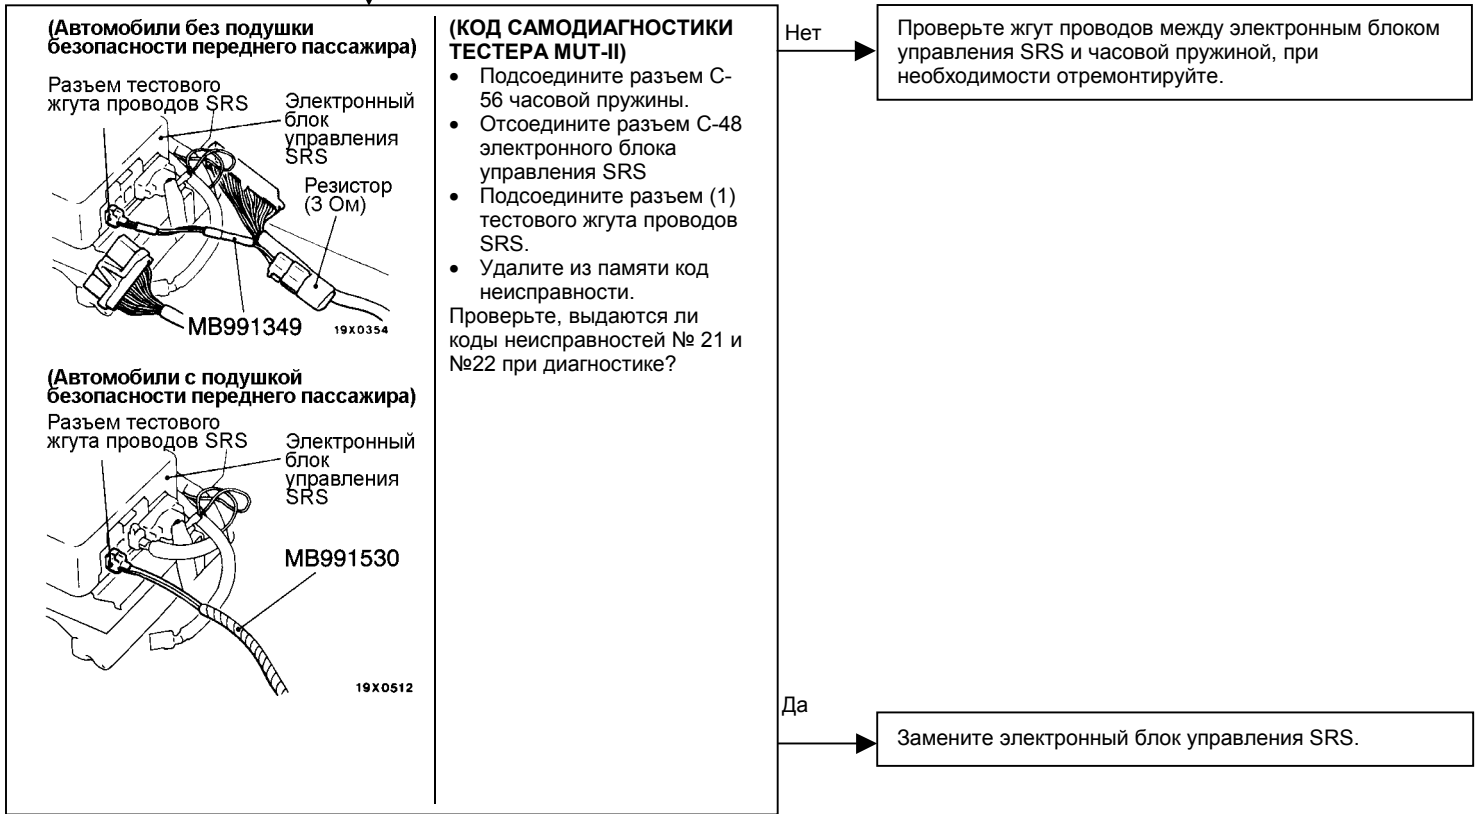 (Автомобили без подушки
безопасности переднего пассажира)
Разъем тестового
жгута проводов SRS
Электронный
блок
управления
SRS
Резистор
(3 Ом)
MB991349
19X0354
(Автомобили с подушкой
безопасности переднего пассажира)
Разъем тестового
жгута проводов SRS
Электронный
блок
управления
SRS
MB991530
19X0512
(КОД САМОДИАГНОСТИКИ
ТЕСТЕРА MUT-II)
• Подсоедините разъем С-
56 часовой пружины.
• Отсоедините разъем С-48
электронного блока
управления SRS
• Подсоедините разъем (1)
тестового жгута проводов
SRS.
• Удалите из памяти код
неисправности.
Проверьте, выдаются ли
коды неисправностей № 21 и
№22 при диагностике?
Нет
Проверьте жгут проводов между электронным блоком
управления SRS и часовой пружиной, при
необходимости отремонтируйте.
Да
Замените электронный блок управления SRS.